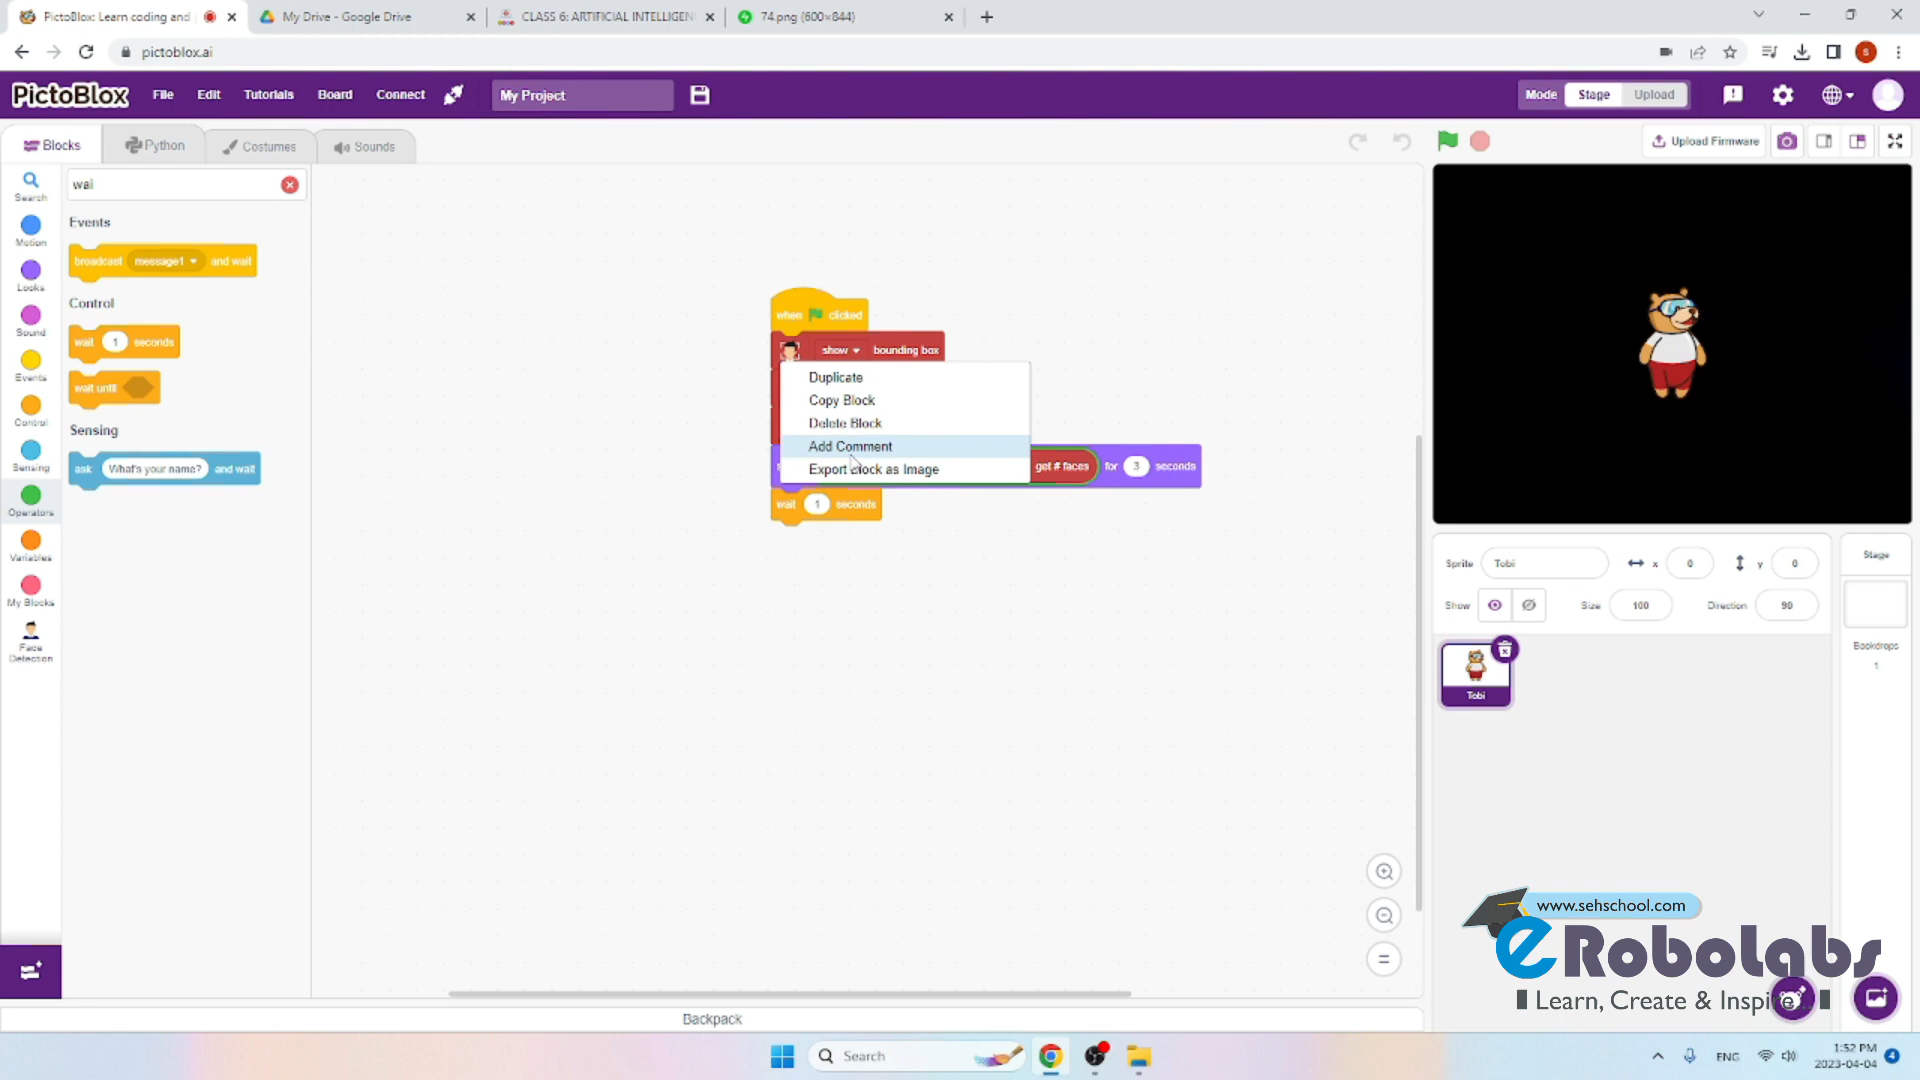 PictoBlox: Learn coding and
My Drive - Google Drive
CLASS 6: ARTIFICIAL INTELLIGEN
74.png (600×844)
pictoblox.ai
S
PictoBlox
File
Edit
Tutorials
Board
Connect
My Project
Mode
Stage
Upload
Blocks
Python
Costumes
Sounds
Upload Firmware
Search
Motion
Looks
Sound
Events
Control
Sensing
Operators
Variables
My Blocks
Face
Detection
wai
Events
broadcast message1 and wait
Control
wait 1 seconds
wait until
Sensing
ask What's your name? and wait
when clicked
show bounding box
Duplicate
Copy Block
Delete Block
Add Comment
Export Block as Image
get # faces for 3 seconds
wait 1 seconds
Sprite Tobi x 0 y 0
Show Size 100 Direction 90
Tobi
Stage
Backdrops
1
www.sehschool.com
eRoboLabs
Learn, Create & Inspire
Backpack
Search
ENG
1:52 PM
2023-04-04
4